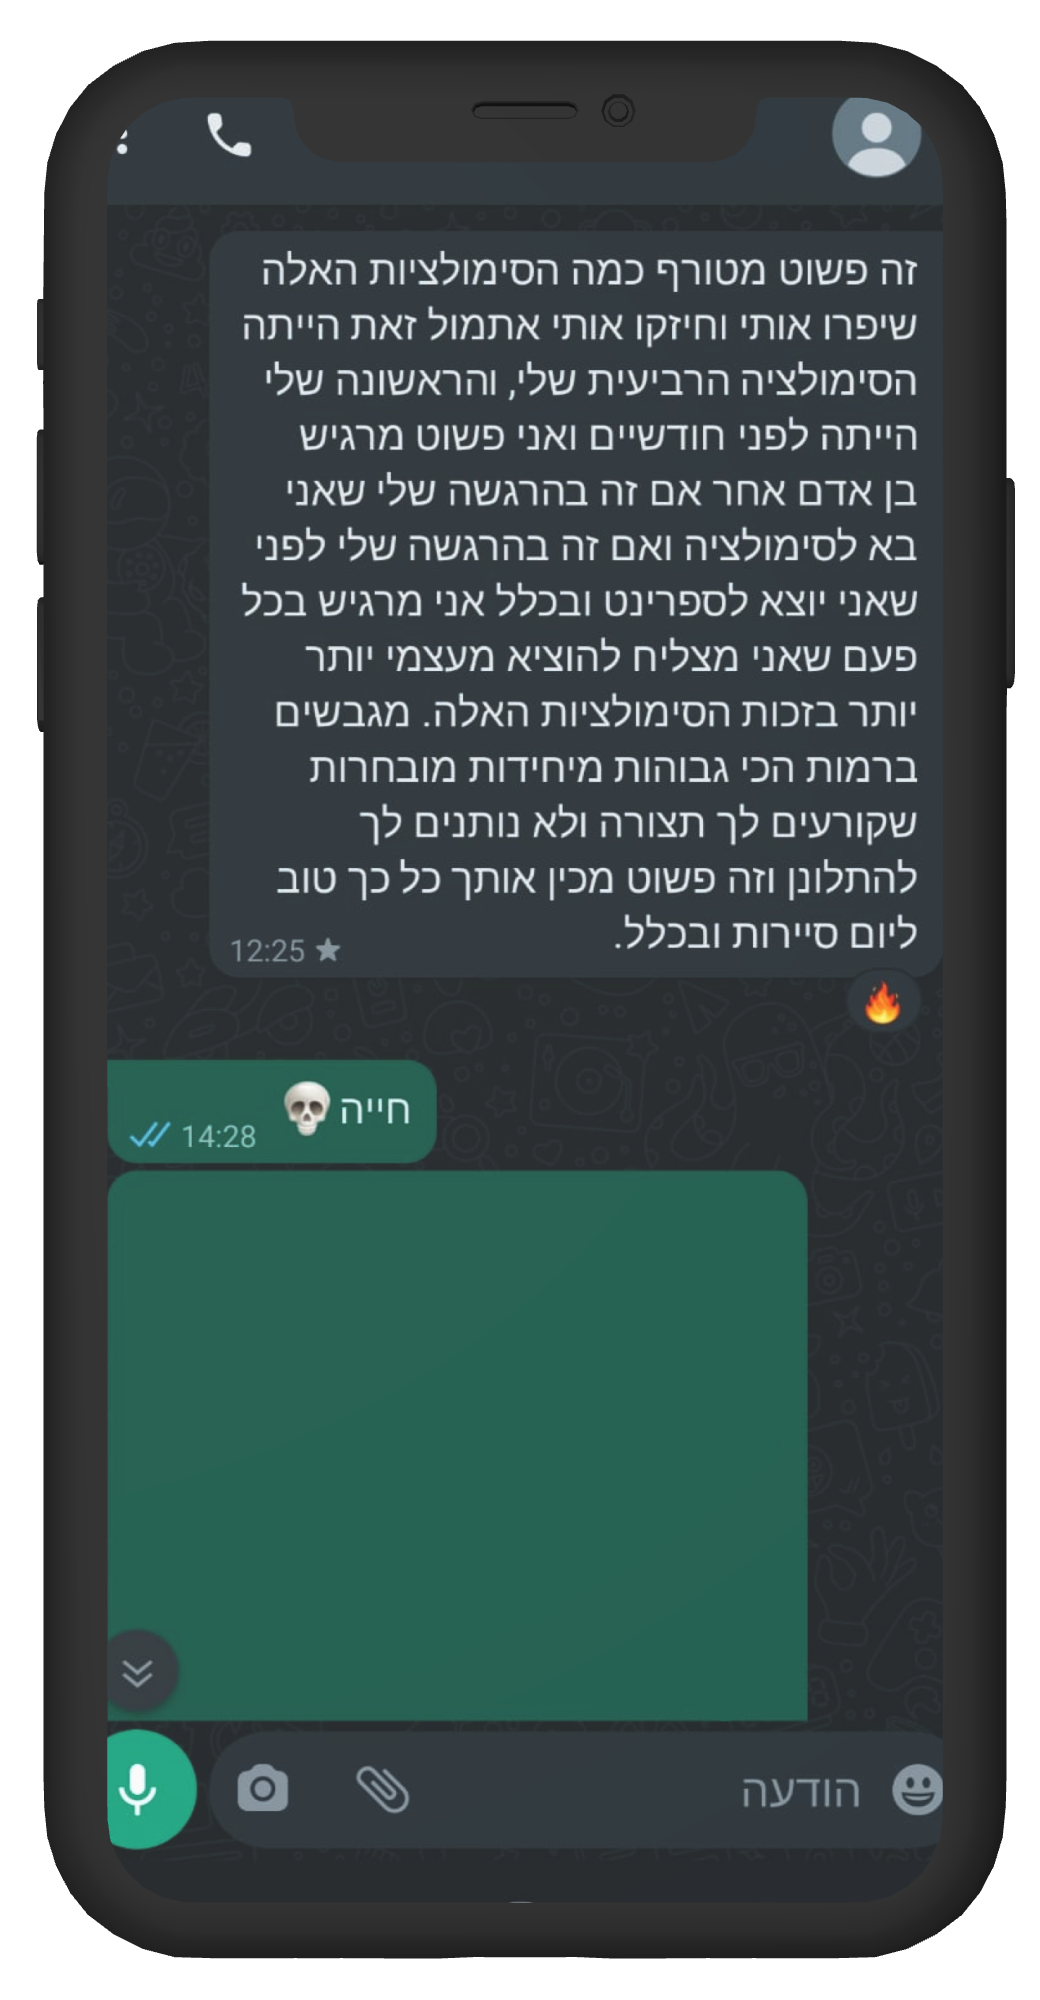 זה פשוט מטורף כמה הסימולציות האלה
שיפרו אותי וחיזקו אותי אתמול זאת הייתה
הסימולציה הרביעית שלי, והראשונה שלי
הייתה לפני חודשיים ואני פשוט מרגיש
בן אדם אחר אם זה בהרגשה שלי שאני
בא לסימולציה ואם זה בהרגשה שלי לפני
שאני יוצא לספרינט ובכלל אני מרגיש בכל
פעם שאני מצליח להוציא מעצמי יותר
יותר בזכות הסימולציות האלה. מגבשים
ברמות הכי גבוהות מיחידות מובחרות
שקורעים לך תצורה ולא נותנים לך
להתלונן וזה פשוט מכין אותך כל כך טוב
ליום סיירות ובכלל.
12:25
חייה💀
14:28
הודעה